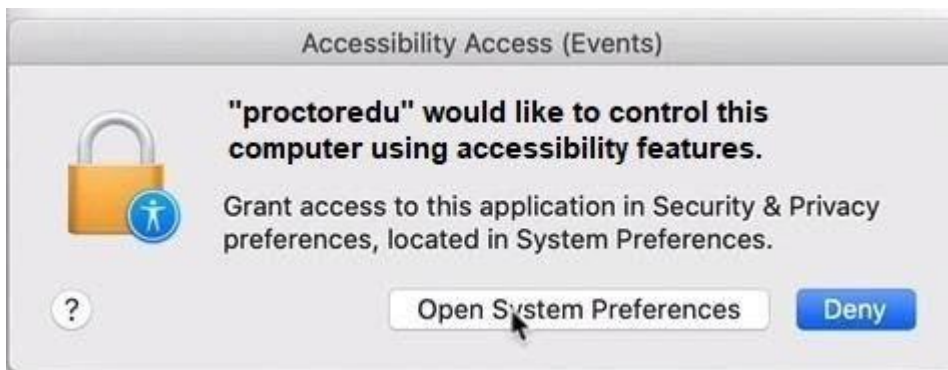 Accessibility Access (Events)
"proctoredu" would like to control this
computer using accessibility features.
Grant access to this application in Security & Privacy
preferences, located in System Preferences.
?
Open System Preferences
Deny